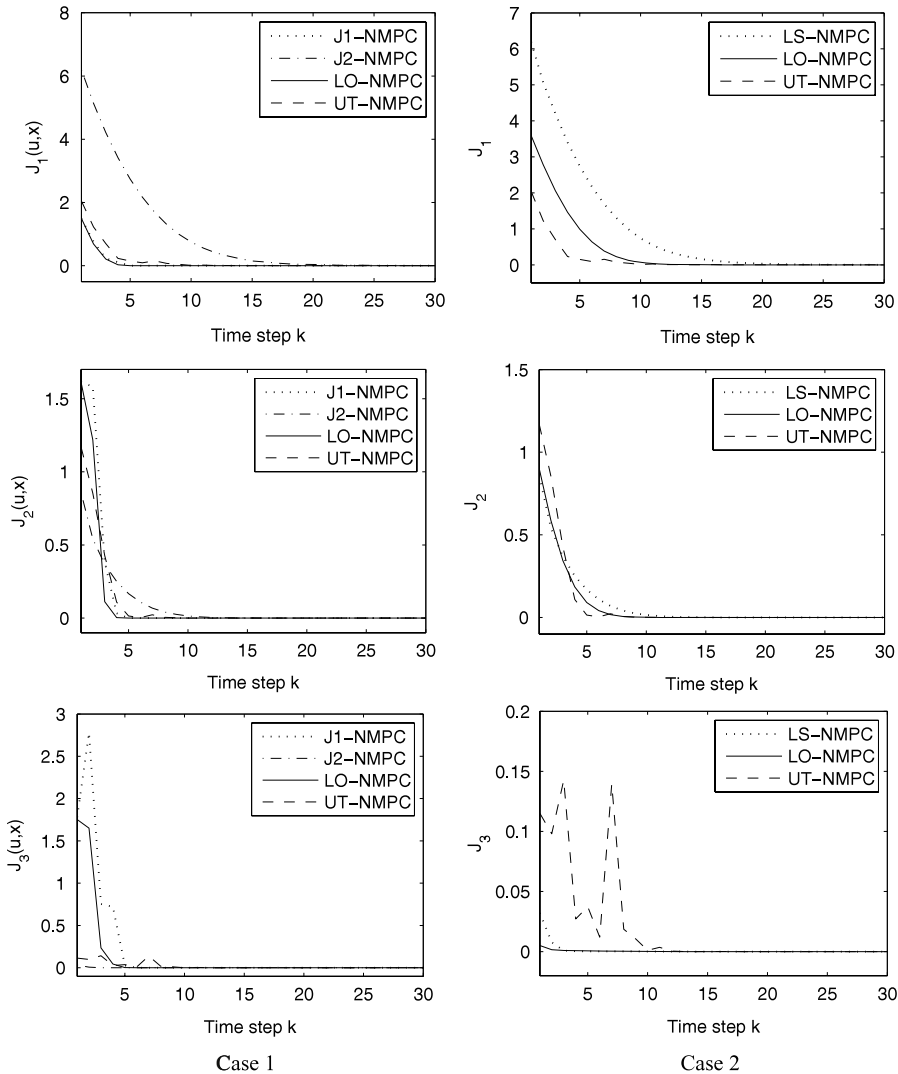 8
6
4
2
0
J1(u,x)
J1−NMPC
J2−NMPC
LO−NMPC
UT−NMPC
5 10 15 20 25 30
Time step k
7
6
5
4
3
2
1
0
J1
LS−NMPC
LO−NMPC
UT−NMPC
5 10 15 20 25 30
Time step k
1.5
1
0.5
0
J2(u,x)
J1−NMPC
J2−NMPC
LO−NMPC
UT−NMPC
5 10 15 20 25 30
Time step k
1.5
1
0.5
0
J2
LS−NMPC
LO−NMPC
UT−NMPC
5 10 15 20 25 30
Time step k
3
2.5
2
1.5
1
0.5
0
J3(u,x)
J1−NMPC
J2−NMPC
LO−NMPC
UT−NMPC
5 10 15 20 25 30
Time step k
Case 1
0.2
0.15
0.1
0.05
0
J3
LS−NMPC
LO−NMPC
UT−NMPC
5 10 15 20 25 30
Time step k
Case 2